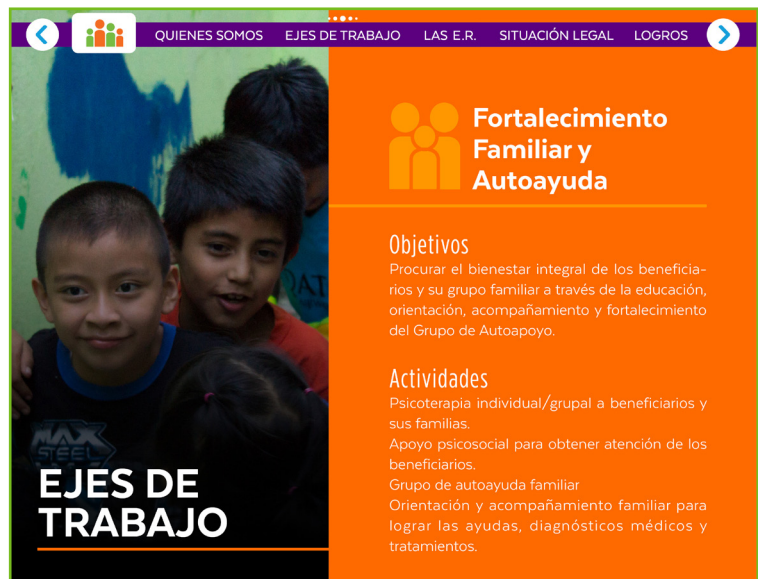 QUIENES SOMOS EJES DE TRABAJO LAS E.R. SITUACIÓN LEGAL LOGROS
MAX
STEEL
EJES DE
TRABAJO
Fortalecimiento
Familiar y
Autoayuda
Objetivos
Procurar el bienestar integral de los beneficia-
rios y su grupo familiar a través de la educación,
orientación, acompañamiento y fortalecimiento
del Grupo de Autoapoyo.
Actividades
Psicoterapia individual/grupal a beneficiarios y
sus familias.
Apoyo psicosocial para obtener atención de los
beneficiarios.
Grupo de autoayuda familiar
Orientación y acompañamiento familiar para
lograr las ayudas, diagnósticos médicos y
tratamientos.